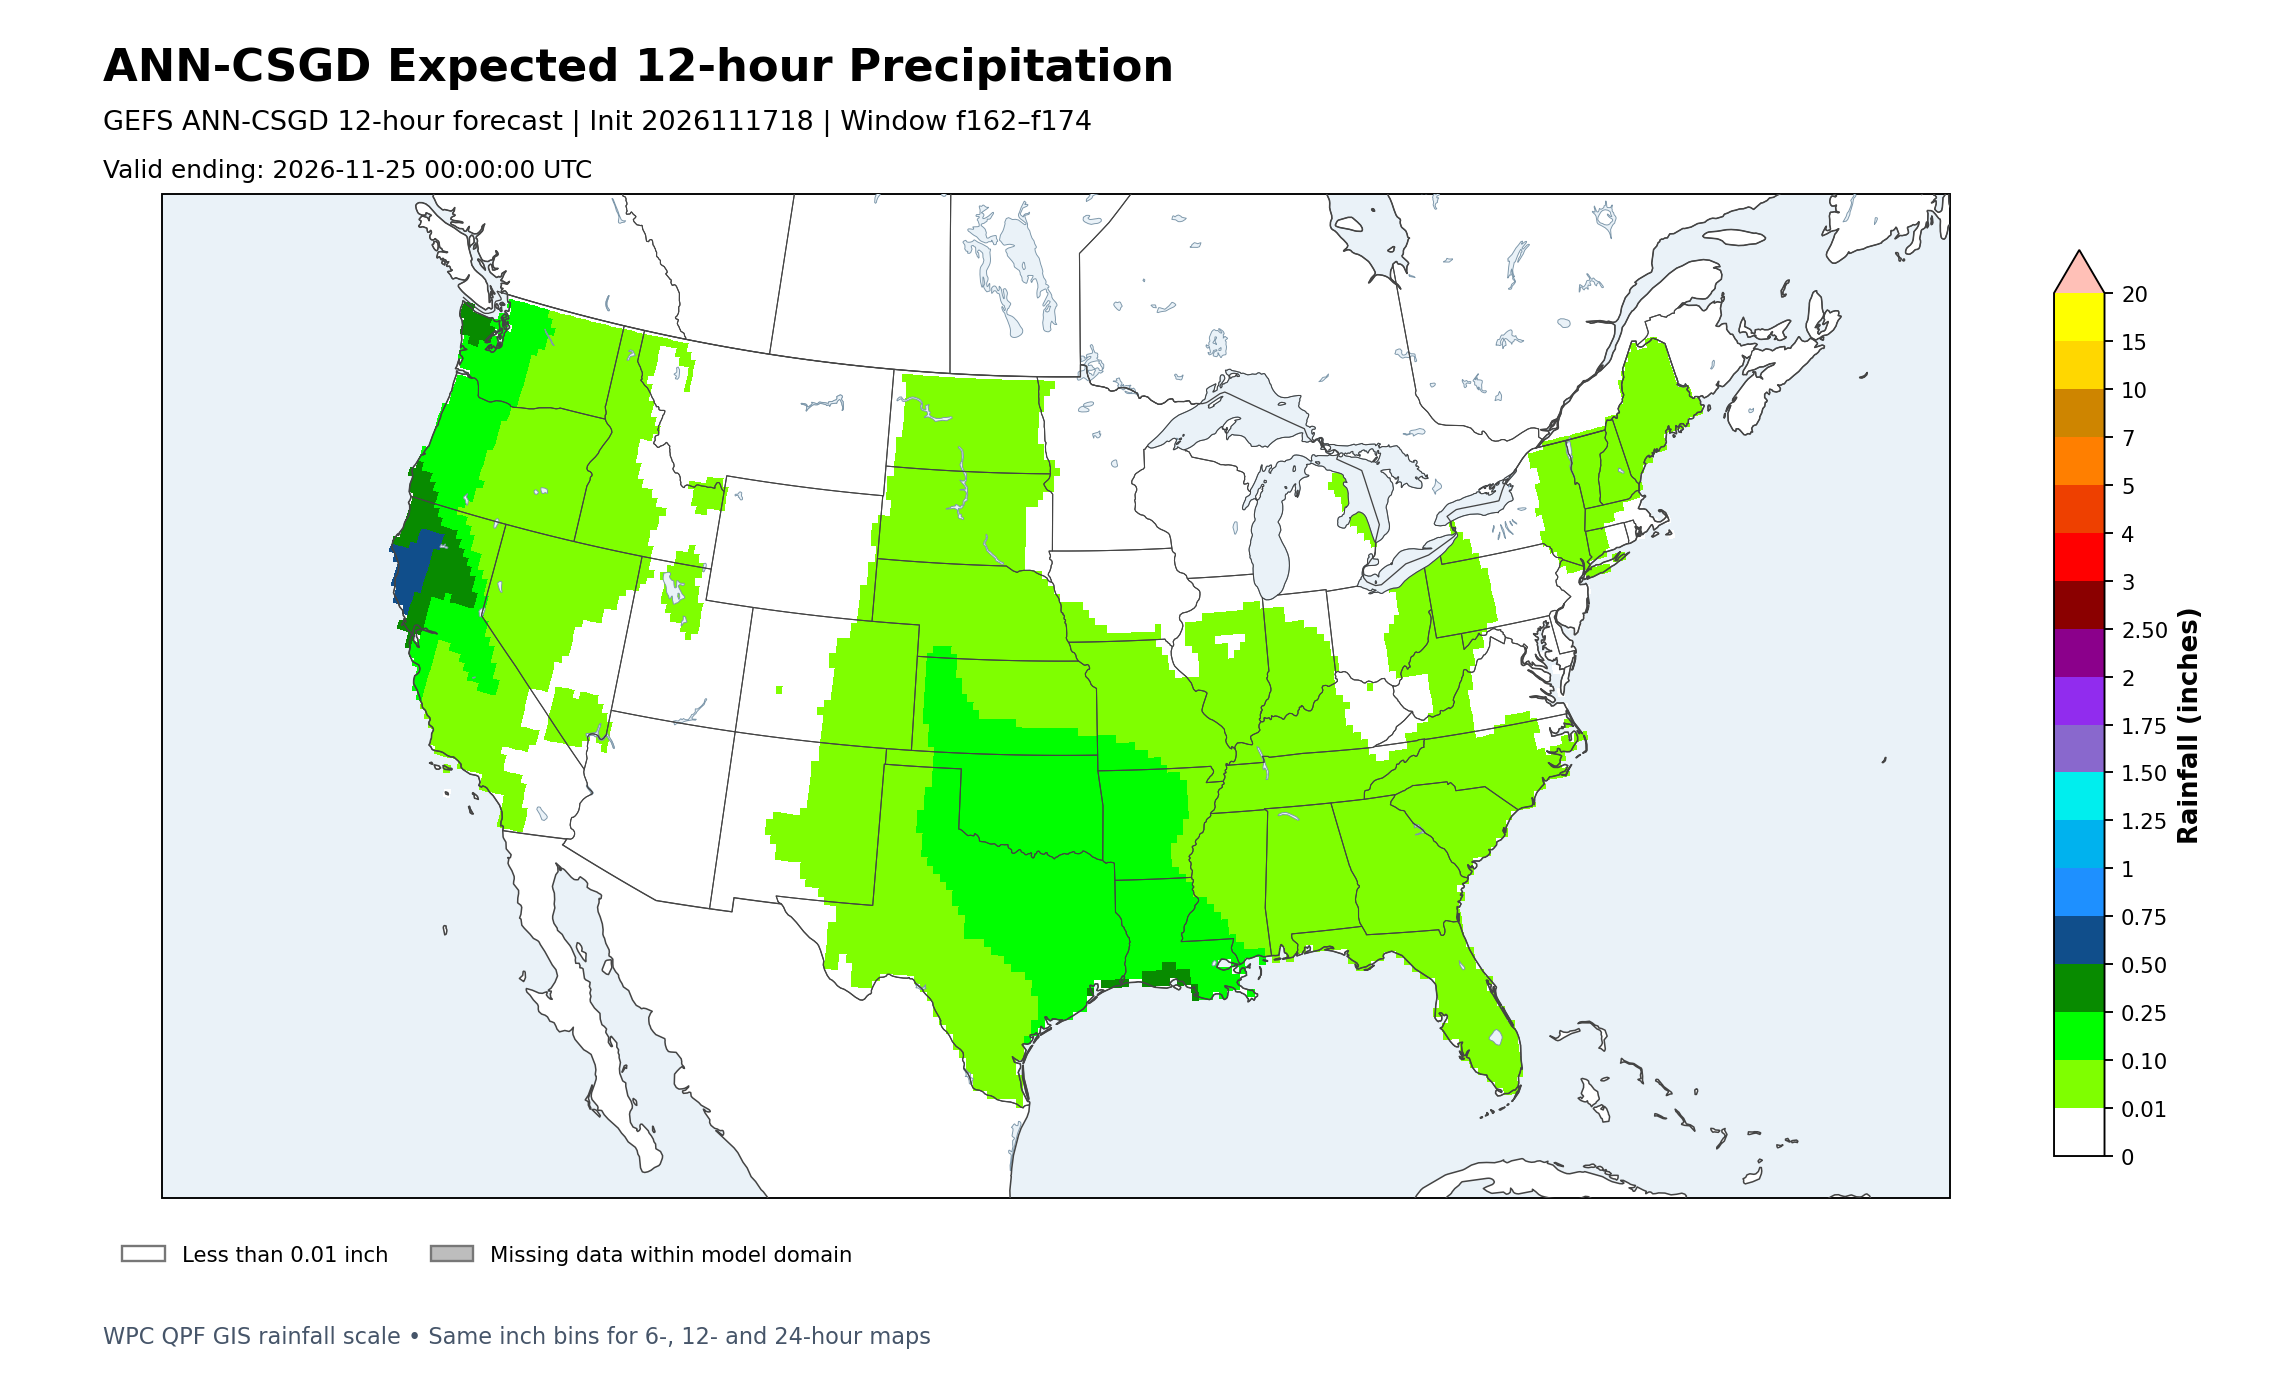 ANN-CSGD Expected 12-hour Precipitation
GEFS ANN-CSGD 12-hour forecast | Init 2026111718 | Window f162–f174
Valid ending: 2026-11-25 00:00:00 UTC
20
15
10
7
5
4
3
2.50
2
1.75
1.50
1.25
1
0.75
0.50
0.25
0.10
0.01
0
Rainfall (inches)
Less than 0.01 inch
Missing data within model domain
WPC QPF GIS rainfall scale • Same inch bins for 6-, 12- and 24-hour maps